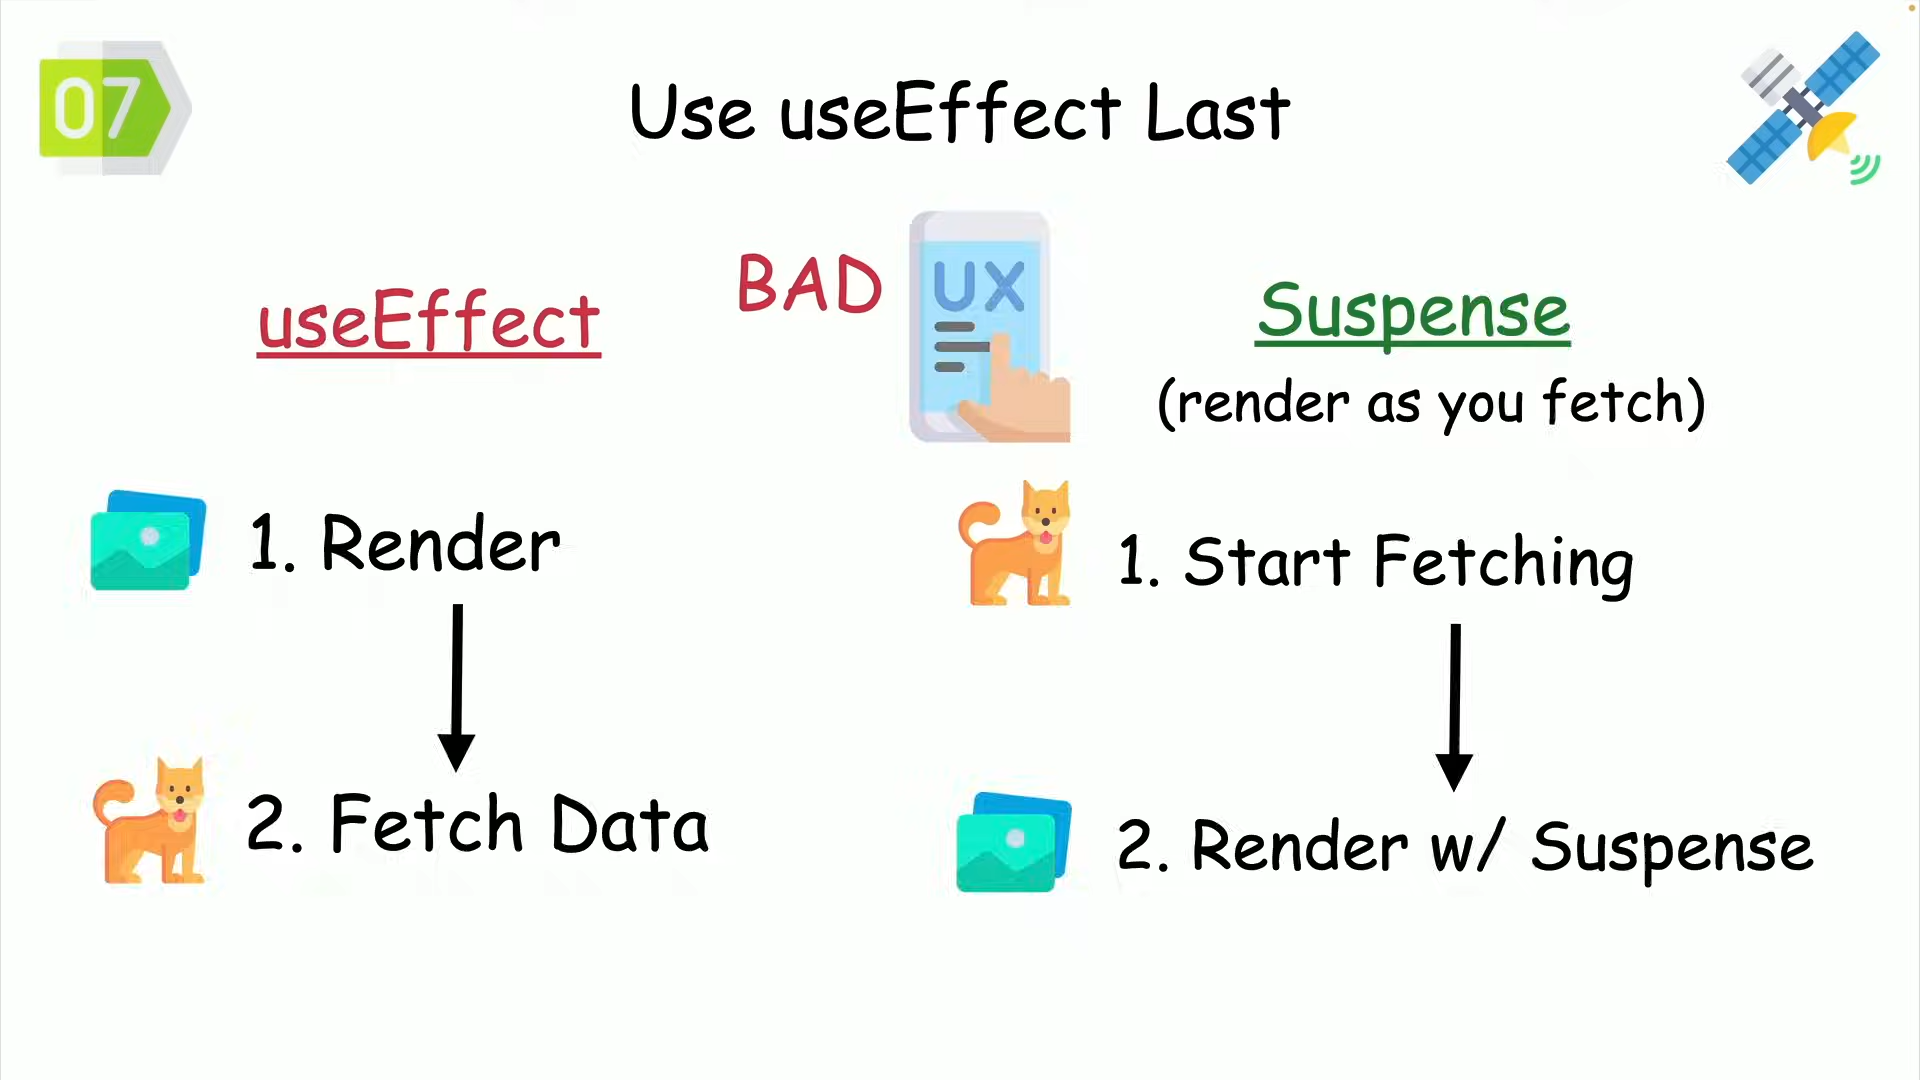 07
Use useEffect Last
BAD
UX
useEffect
1. Render
2. Fetch Data
Suspense
(render as you fetch)
1. Start Fetching
2. Render w/ Suspense